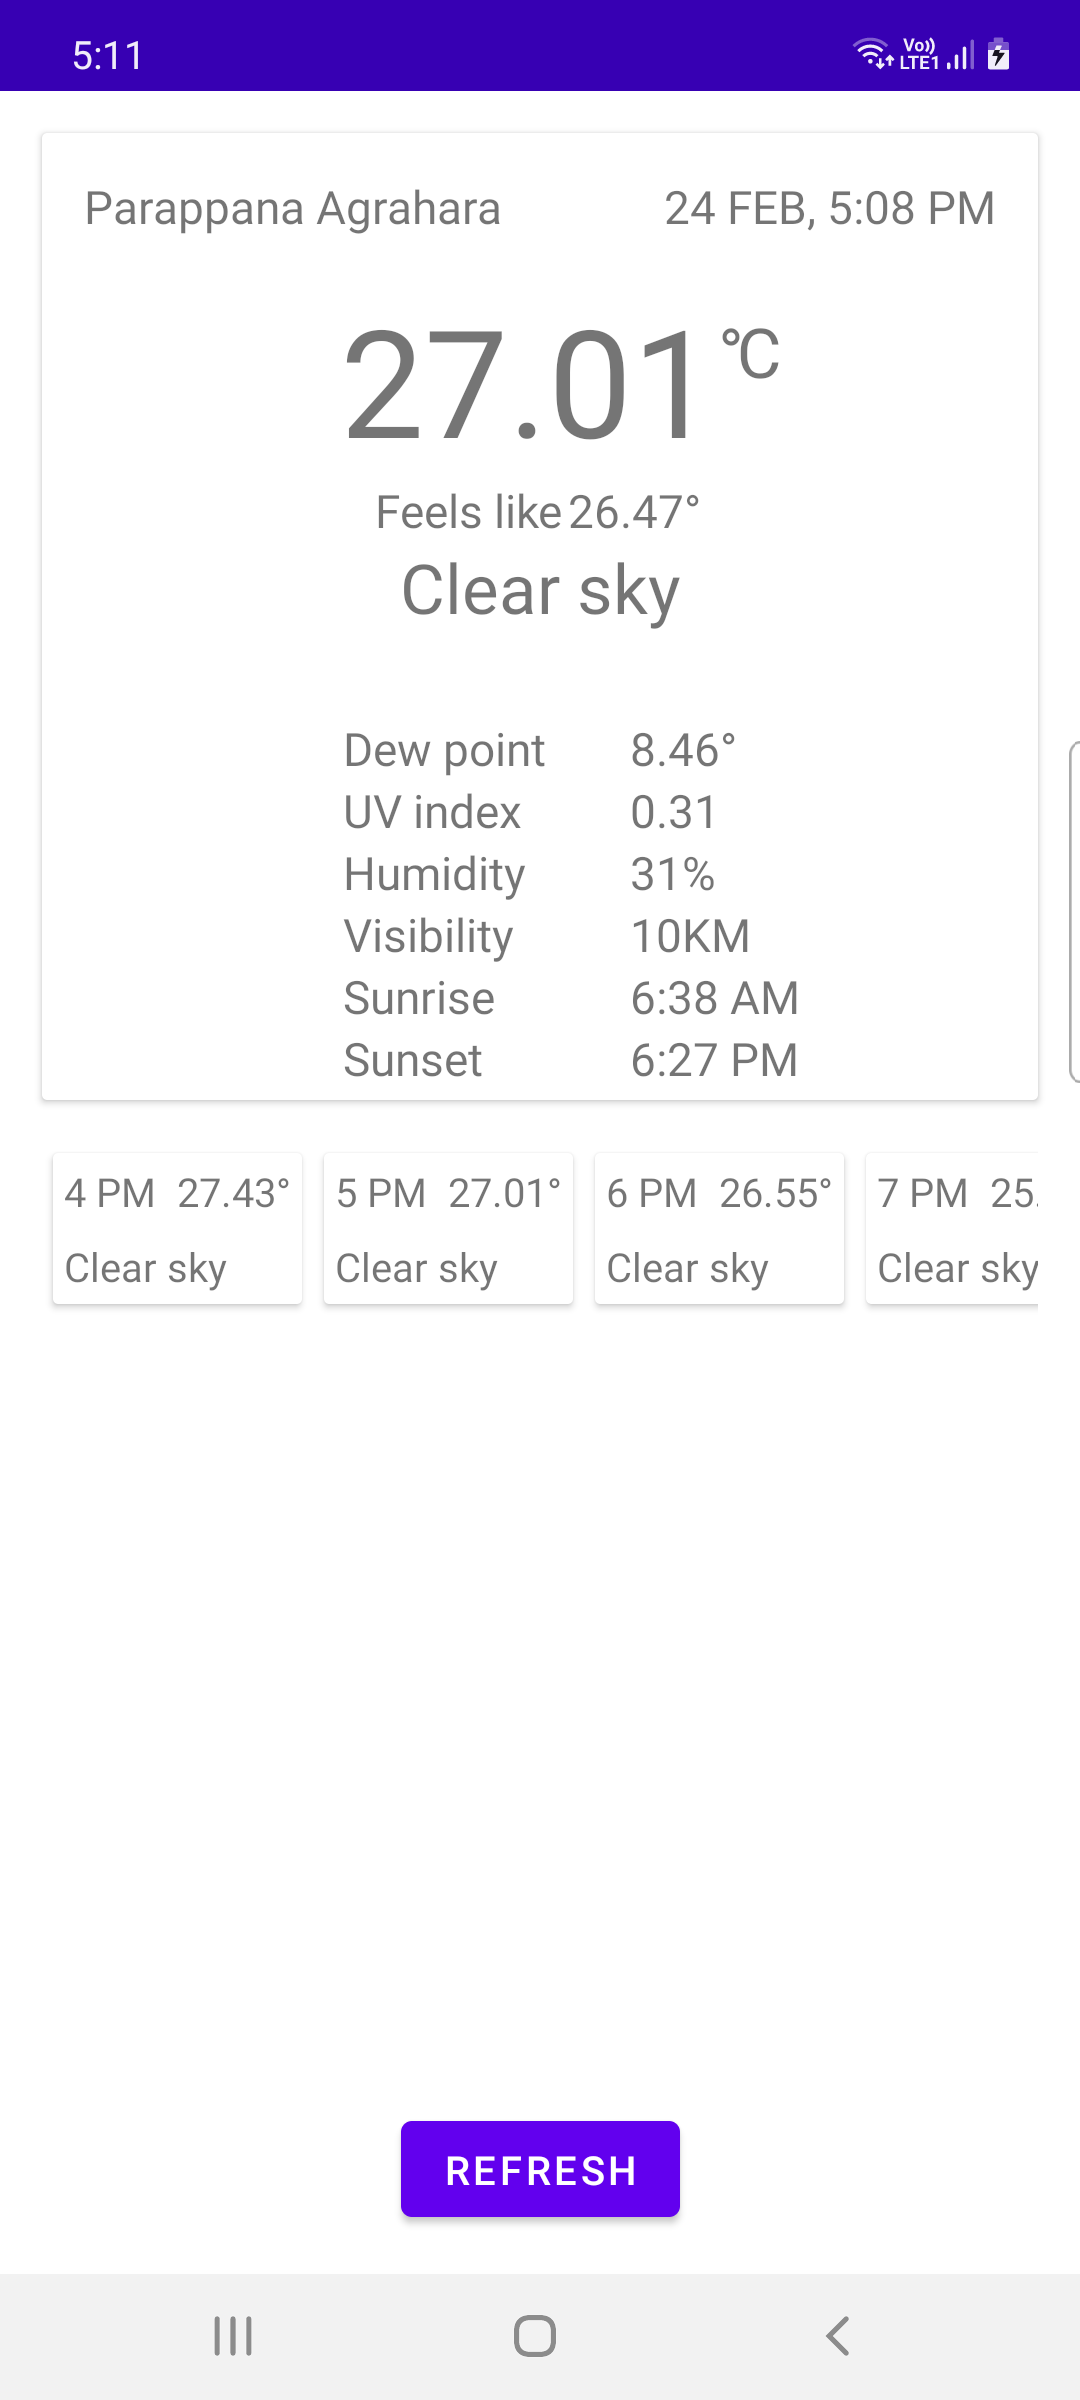 5:11
Vo)) LTE1
Parappana Agrahara 24 FEB, 5:08 PM
27.01 °C
Feels like 26.47°
Clear sky
Dew point 8.46°
UV index 0.31
Humidity 31%
Visibility 10KM
Sunrise 6:38 AM
Sunset 6:27 PM
4 PM 27.43° 5 PM 27.01° 6 PM 26.55° 7 PM 25.
Clear sky Clear sky Clear sky Clear sky
REFRESH